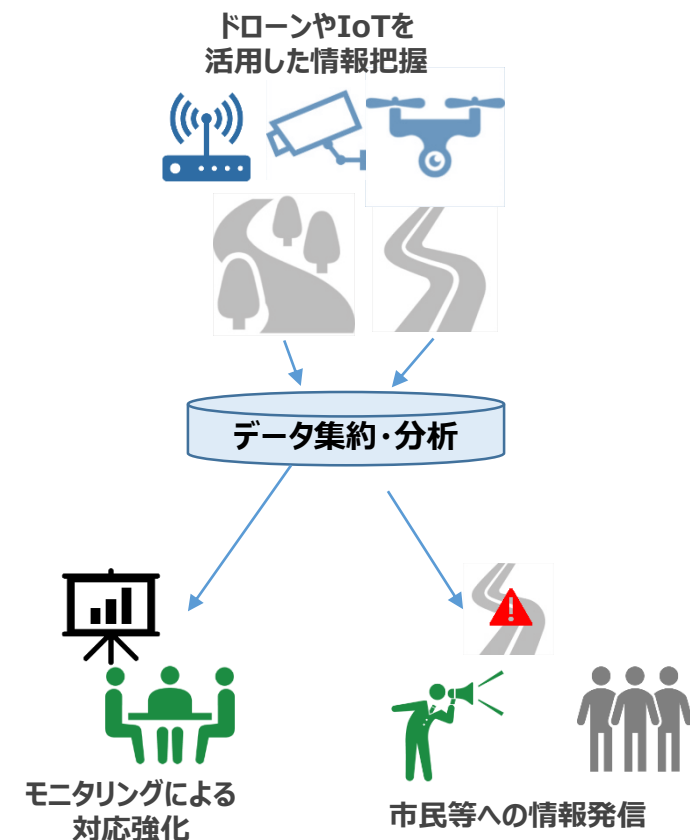 ドローンやIoTを
活用した情報把握
データ集約・分析
モニタリングによる
対応強化
市民等への情報発信